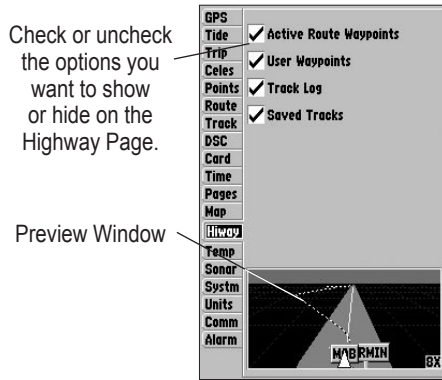 Check or uncheck
the options you
want to show
or hide on the
Highway Page.
Preview Window
GPS
Tide
Trip
Celes
Points
Route
Track
DSC
Card
Time
Pages
Map
Hiway
Temp
Sonar
Systm
Units
Comm
Alarm
Active Route Waypoints
User Waypoints
Track Log
Saved Tracks
MOB RMIN
8X